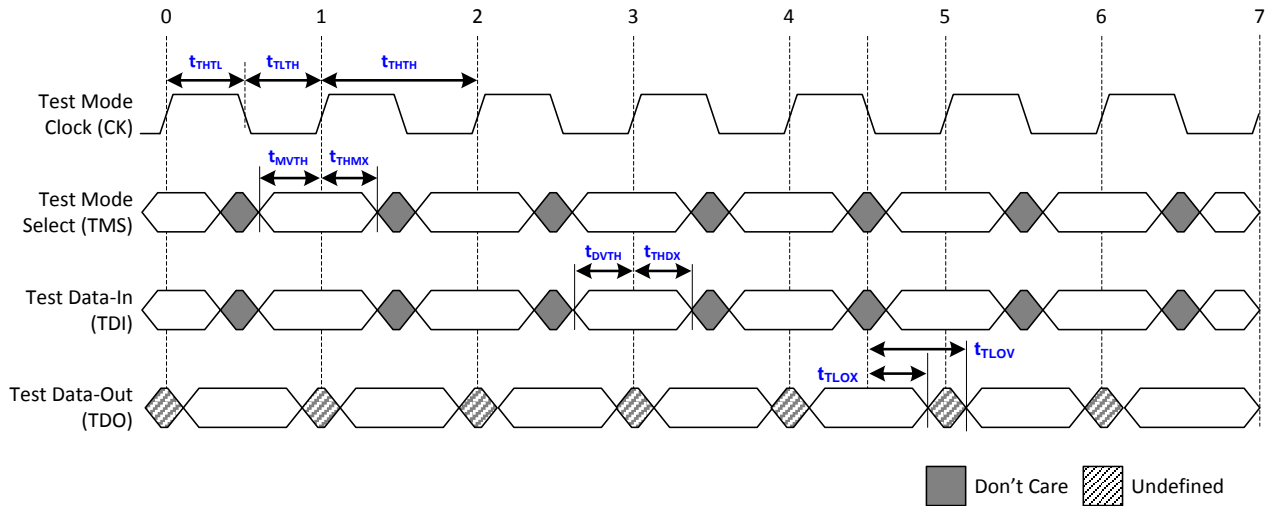 0 1 2 3 4 5 6 7
tTHTL tTLTH tTHTH
Test Mode
Clock (CK)
tMVTH tTHMX
Test Mode
Select (TMS)
tDVTH tTHDX
Test Data-In
(TDI)
tTLOV
tTLOX
Test Data-Out
(TDO)
Don't Care Undefined